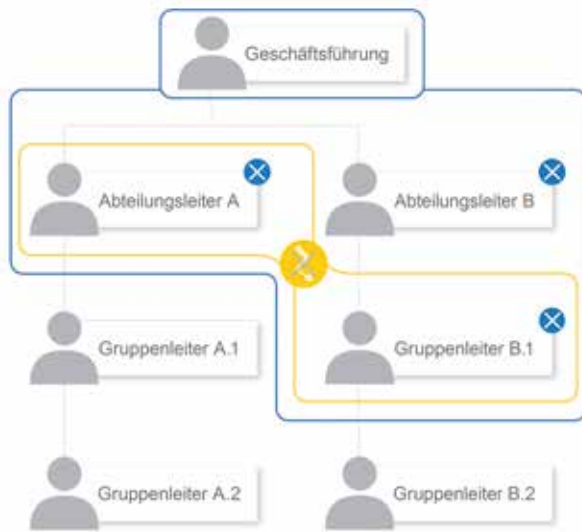 Geschäftsführung
Abteilungsleiter A
Abteilungsleiter B
Gruppenleiter A.1
Gruppenleiter B.1
Gruppenleiter A.2
Gruppenleiter B.2